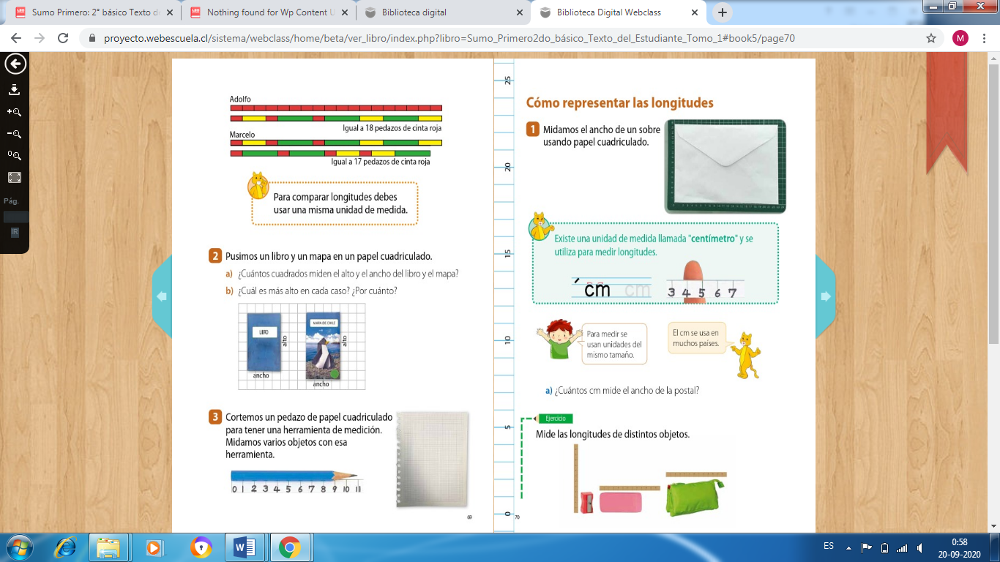 Sumo Primero: 2° básico Texto d
Nothing found for Wp Content U
Biblioteca digital
Biblioteca Digital Webclass
proyecto.webescuela.cl/sistema/webclass/home/beta/ver_libro/index.php?libro=Sumo_Primero2do_básico_Texto_del_Estudiante_Tomo_1#book5/page70
M
Pág.
IR
Adolfo
Igual a 18 pedazos de cinta roja
Marcelo
Igual a 17 pedazos de cinta roja
Para comparar longitudes debes
usar una misma unidad de medida.
2 Pusimos un libro y un mapa en un papel cuadriculado.
a) ¿Cuántos cuadrados miden el alto y el ancho del libro y el mapa?
b) ¿Cuál es más alto en cada caso? ¿Por cuánto?
LIBRO
alto
ancho
MAPA DE CHILE
alto
ancho
3 Cortemos un pedazo de papel cuadriculado
para tener una herramienta de medición.
Midamos varios objetos con esa
herramienta.
0 1 2 3 4 5 6 7 8 9 10 11
69
25
20
15
10
5
0
Cómo representar las longitudes
1 Midamos el ancho de un sobre
usando papel cuadriculado.
Existe una unidad de medida llamada "centímetro" y se
utiliza para medir longitudes.
cm cm
3 4 5 6 7
Para medir se
usan unidades del
mismo tamaño.
El cm se usa en
muchos países.
a) ¿Cuántos cm mide el ancho de la postal?
Ejercicio
Mide las longitudes de distintos objetos.
70
ES
0:58
20-09-2020